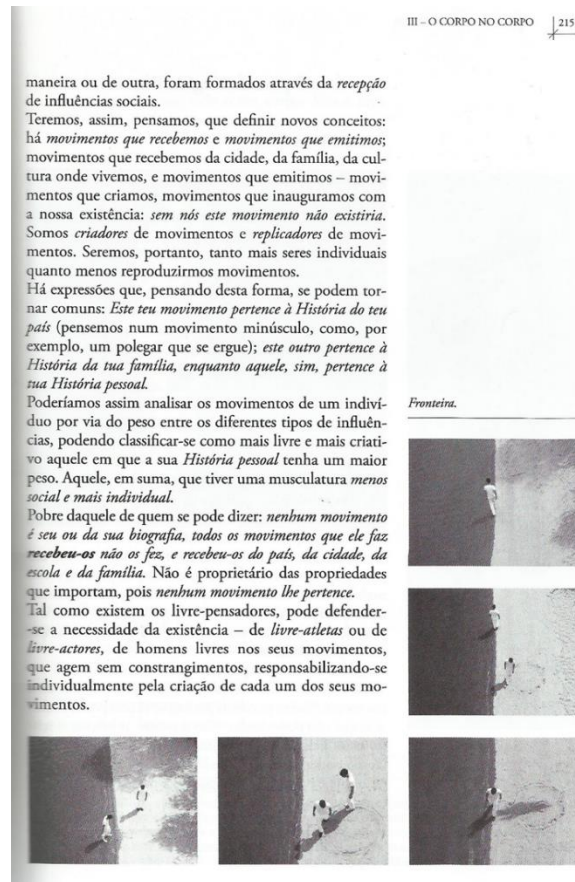 III – O CORPO NO CORPO 215
maneira ou de outra, foram formados através da recepção
de influências sociais.
Teremos, assim, pensamos, que definir novos conceitos:
há movimentos que recebemos e movimentos que emitimos;
movimentos que recebemos da cidade, da família, da cul-
tura onde vivemos, e movimentos que emitimos – movi-
mentos que criamos, movimentos que inauguramos com
a nossa existência: sem nós este movimento não existiria.
Somos criadores de movimentos e replicadores de movi-
mentos. Seremos, portanto, tanto mais seres individuais
quanto menos reproduzirmos movimentos.
Há expressões que, pensando desta forma, se podem tor-
nar comuns: Este teu movimento pertence à História do teu
país (pensemos num movimento minúsculo, como, por
exemplo, um polegar que se ergue); este outro pertence à
História da tua família, enquanto aquele, sim, pertence à
tua História pessoal.
Poderíamos assim analisar os movimentos de um indiví-
duo por via do peso entre os diferentes tipos de influên-
cias, podendo classificar-se como mais livre e mais criati-
vo aquele em que a sua História pessoal tenha um maior
peso. Aquele, em suma, que tiver uma musculatura menos
social e mais individual.
Pobre daquele de quem se pode dizer: nenhum movimento
é seu ou da sua biografia, todos os movimentos que ele faz
recebeu-os não os fez, e recebeu-os do país, da cidade, da
escola e da família. Não é proprietário das propriedades
que importam, pois nenhum movimento lhe pertence.
Tal como existem os livre-pensadores, pode defender-
-se a necessidade da existência – de livre-atletas ou de
livre-actores, de homens livres nos seus movimentos,
que agem sem constrangimentos, responsabilizando-se
individualmente pela criação de cada um dos seus mo-
vimentos.
Fronteira.